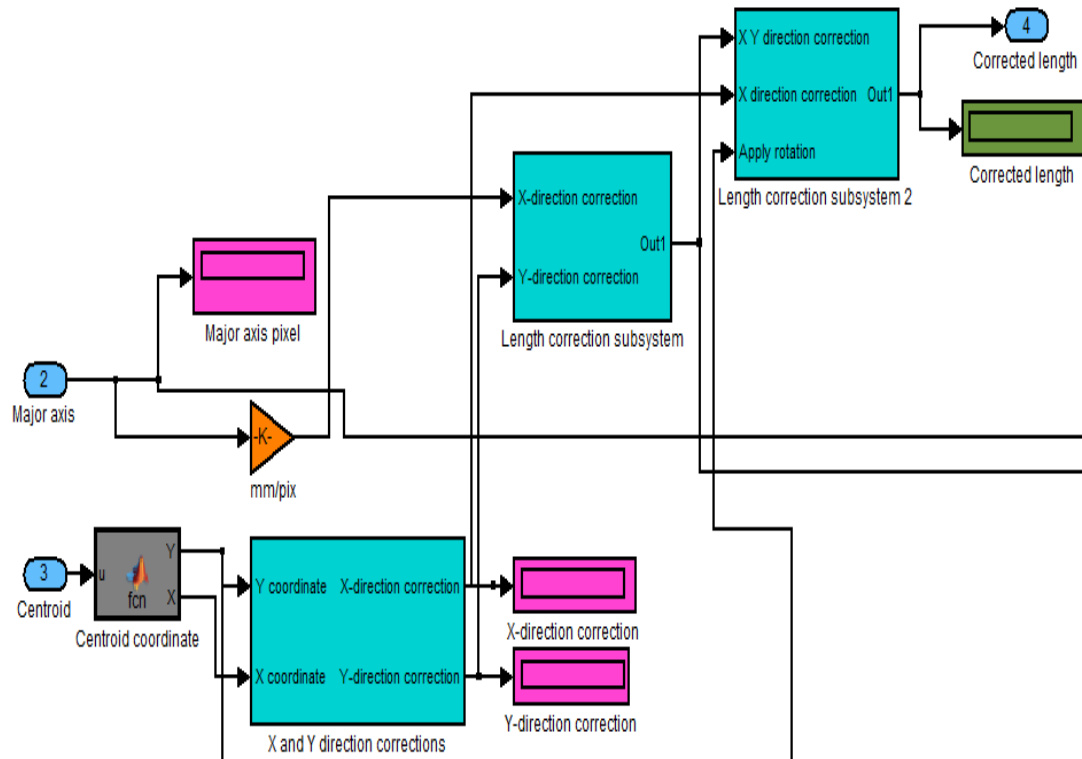 4
Corrected length
X Y direction correction
X direction correction Out1
Apply rotation
Corrected length
Length correction subsystem 2
X-direction correction
Out1
Y-direction correction
Length correction subsystem
Major axis pixel
2
Major axis
-K-
mm/pix
3
Centroid
u
Y
X
fcn
Centroid coordinate
Y coordinate X-direction correction
X coordinate Y-direction correction
X and Y direction corrections
X-direction correction
Y-direction correction